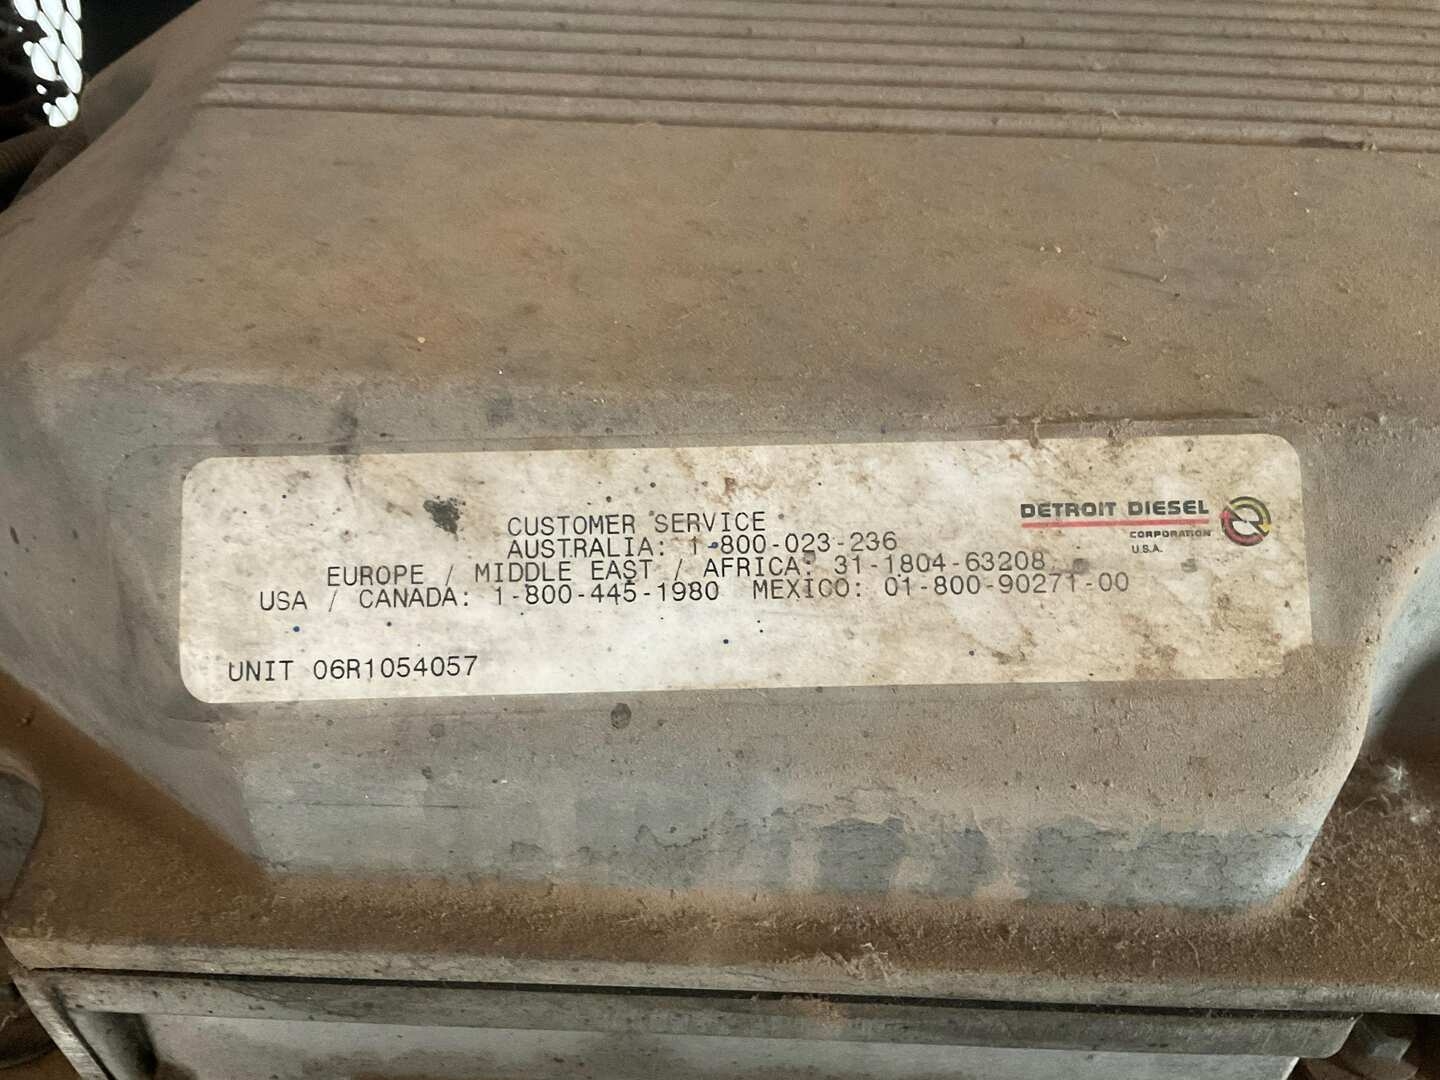 DETROIT DIESEL
CORPORATION
U.S.A.
CUSTOMER SERVICE
AUSTRALIA: 1-800-023-236
EUROPE / MIDDLE EAST / AFRICA: 31-1804-63208
USA / CANADA: 1-800-445-1980 MEXICO: 01-800-90271-00
UNIT 06R1054057